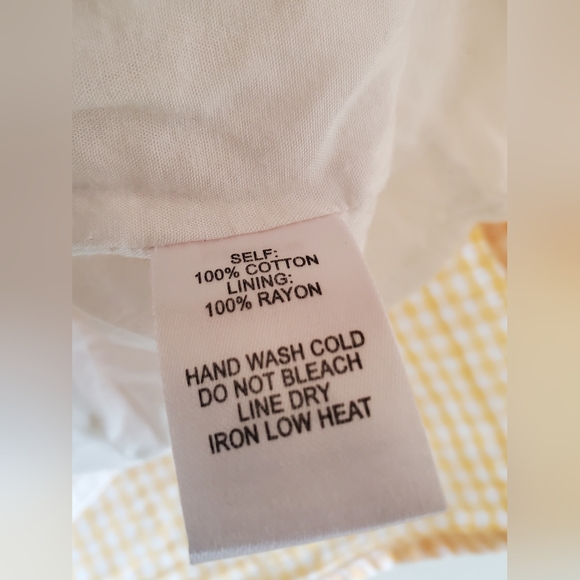 SELF:
100% COTTON
LINING:
100% RAYON
HAND WASH COLD
DO NOT BLEACH
LINE DRY
IRON LOW HEAT